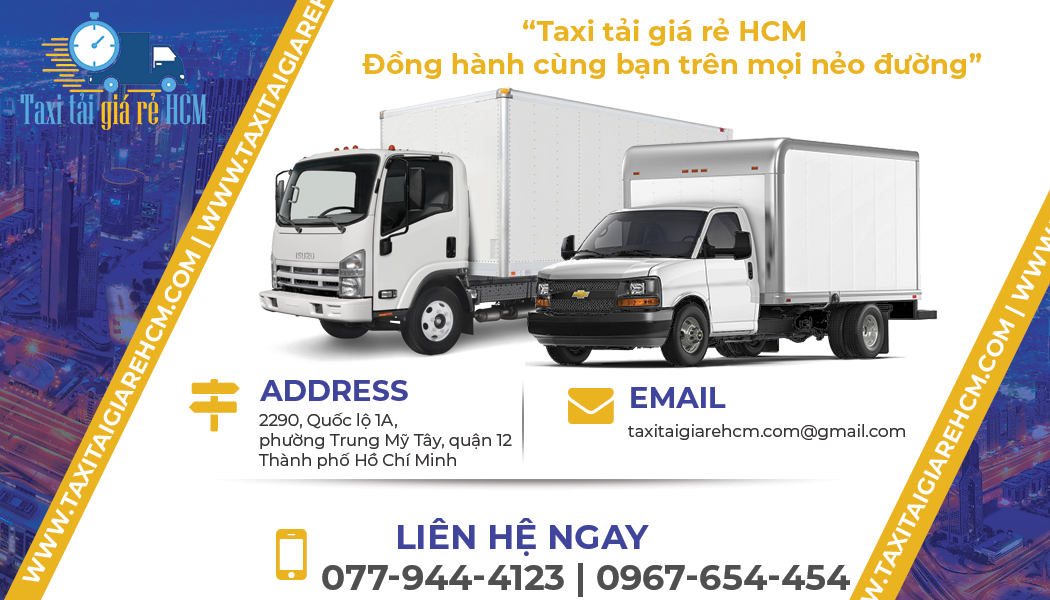 Taxi tải giá rẻ HCM
“Taxi tải giá rẻ HCM
Đồng hành cùng bạn trên mọi nẻo đường”
WWW.TAXITAIGIAREHCM.COM | WWW.TAXITAIGIAREH
ISUZU
ADDRESS
2290, Quốc lộ 1A,
phường Trung Mỹ Tây, quận 12
Thành phố Hồ Chí Minh
EMAIL
taxitaigiarehcm.com@gmail.com
LIÊN HỆ NGAY
077-944-4123 | 0967-654-454
WW.TAXITAIGIAREHCM.COM | WWW